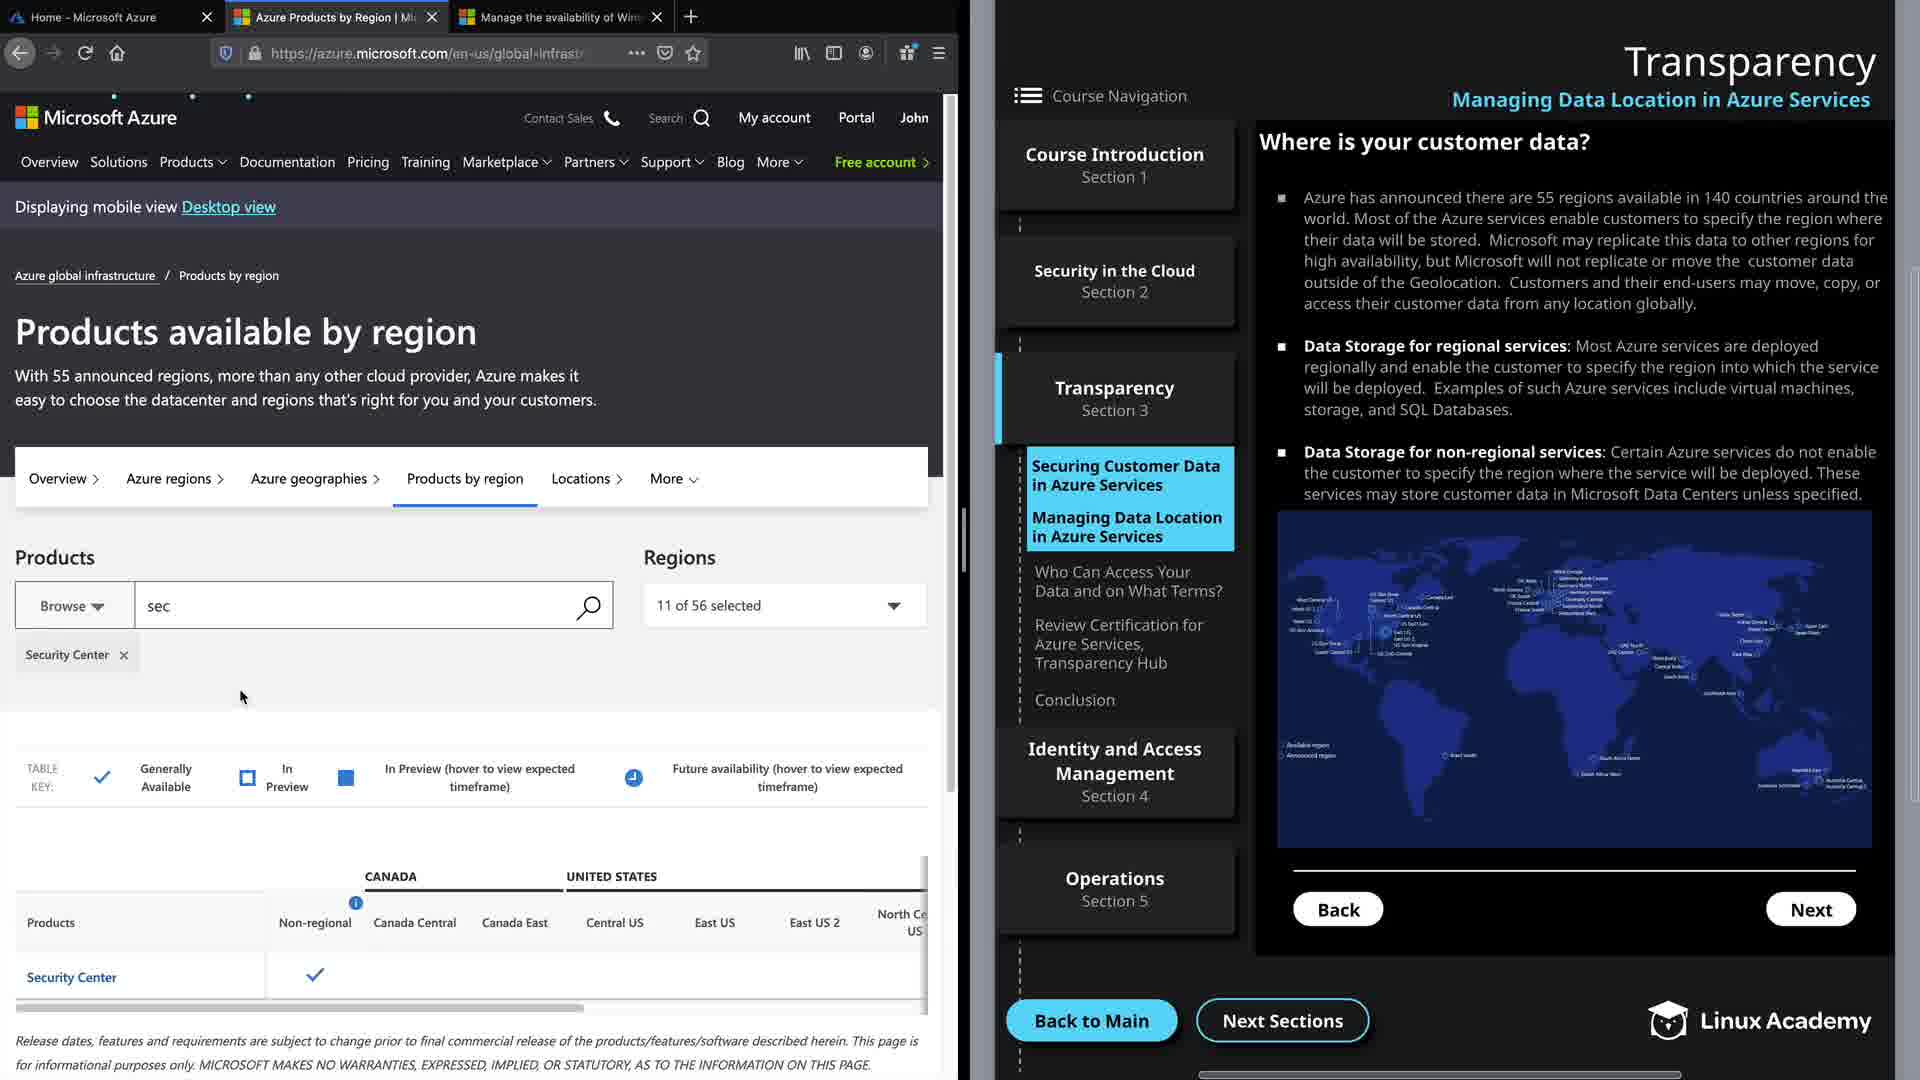 Home - Microsoft Azure
Azure Products by Region | Mi
Manage the availability of Win
https://azure.microsoft.com/en-us/global-infrastr
Microsoft Azure
Contact Sales
Search
My account
Portal
John
Overview
Solutions
Products
Documentation
Pricing
Training
Marketplace
Partners
Support
Blog
More
Free account
Displaying mobile view Desktop view
Azure global infrastructure / Products by region
Products available by region
With 55 announced regions, more than any other cloud provider, Azure makes it
easy to choose the datacenter and regions that's right for you and your customers.
Overview
Azure regions
Azure geographies
Products by region
Locations
More
Products
Regions
Browse
sec
11 of 56 selected
Security Center
TABLE KEY:
Generally Available
In Preview
In Preview (hover to view expected timeframe)
Future availability (hover to view expected timeframe)
CANADA
UNITED STATES
Products
Non-regional
Canada Central
Canada East
Central US
East US
East US 2
North Ce
US
Security Center
Release dates, features and requirements are subject to change prior to final commercial release of the products/features/software described herein. This page is
for informational purposes only. MICROSOFT MAKES NO WARRANTIES, EXPRESSED, IMPLIED, OR STATUTORY, AS TO THE INFORMATION ON THIS PAGE.
Transparency
Managing Data Location in Azure Services
Course Navigation
Course Introduction
Section 1
Security in the Cloud
Section 2
Transparency
Section 3
Securing Customer Data
in Azure Services
Managing Data Location
in Azure Services
Who Can Access Your
Data and on What Terms?
Review Certification for
Azure Services,
Transparency Hub
Conclusion
Identity and Access
Management
Section 4
Operations
Section 5
Where is your customer data?
Azure has announced there are 55 regions available in 140 countries around the
world. Most of the Azure services enable customers to specify the region where
their data will be stored. Microsoft may replicate this data to other regions for
high availability, but Microsoft will not replicate or move the customer data
outside of the Geolocation. Customers and their end-users may move, copy, or
access their customer data from any location globally.
Data Storage for regional services: Most Azure services are deployed
regionally and enable the customer to specify the region into which the service
will be deployed. Examples of such Azure services include virtual machines,
storage, and SQL Databases.
Data Storage for non-regional services: Certain Azure services do not enable
the customer to specify the region where the service will be deployed. These
services may store customer data in Microsoft Data Centers unless specified.
Available region
Announced region
Brazil South
South Africa North
South Africa West
Back
Next
Back to Main
Next Sections
Linux Academy